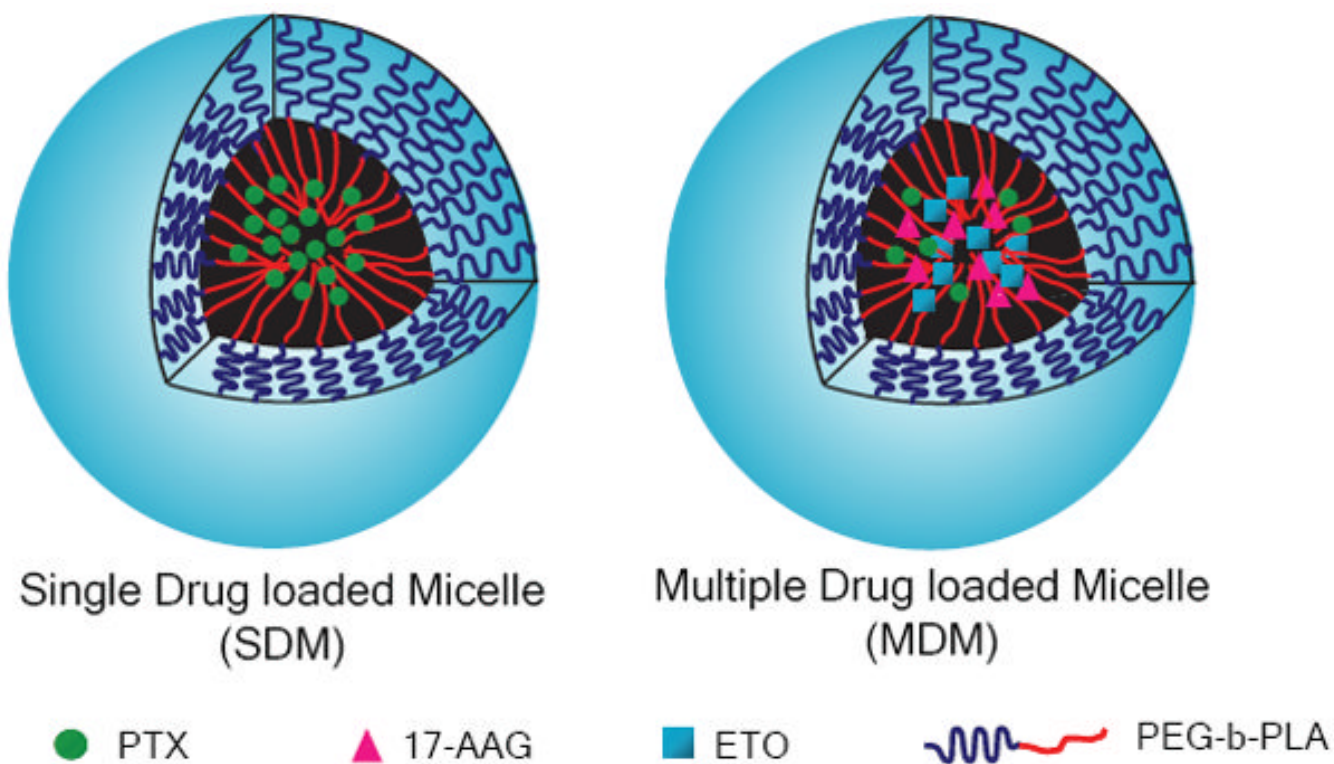 Single Drug loaded Micelle
(SDM)
Multiple Drug loaded Micelle
(MDM)
PTX
17-AAG
ETO
PEG-b-PLA